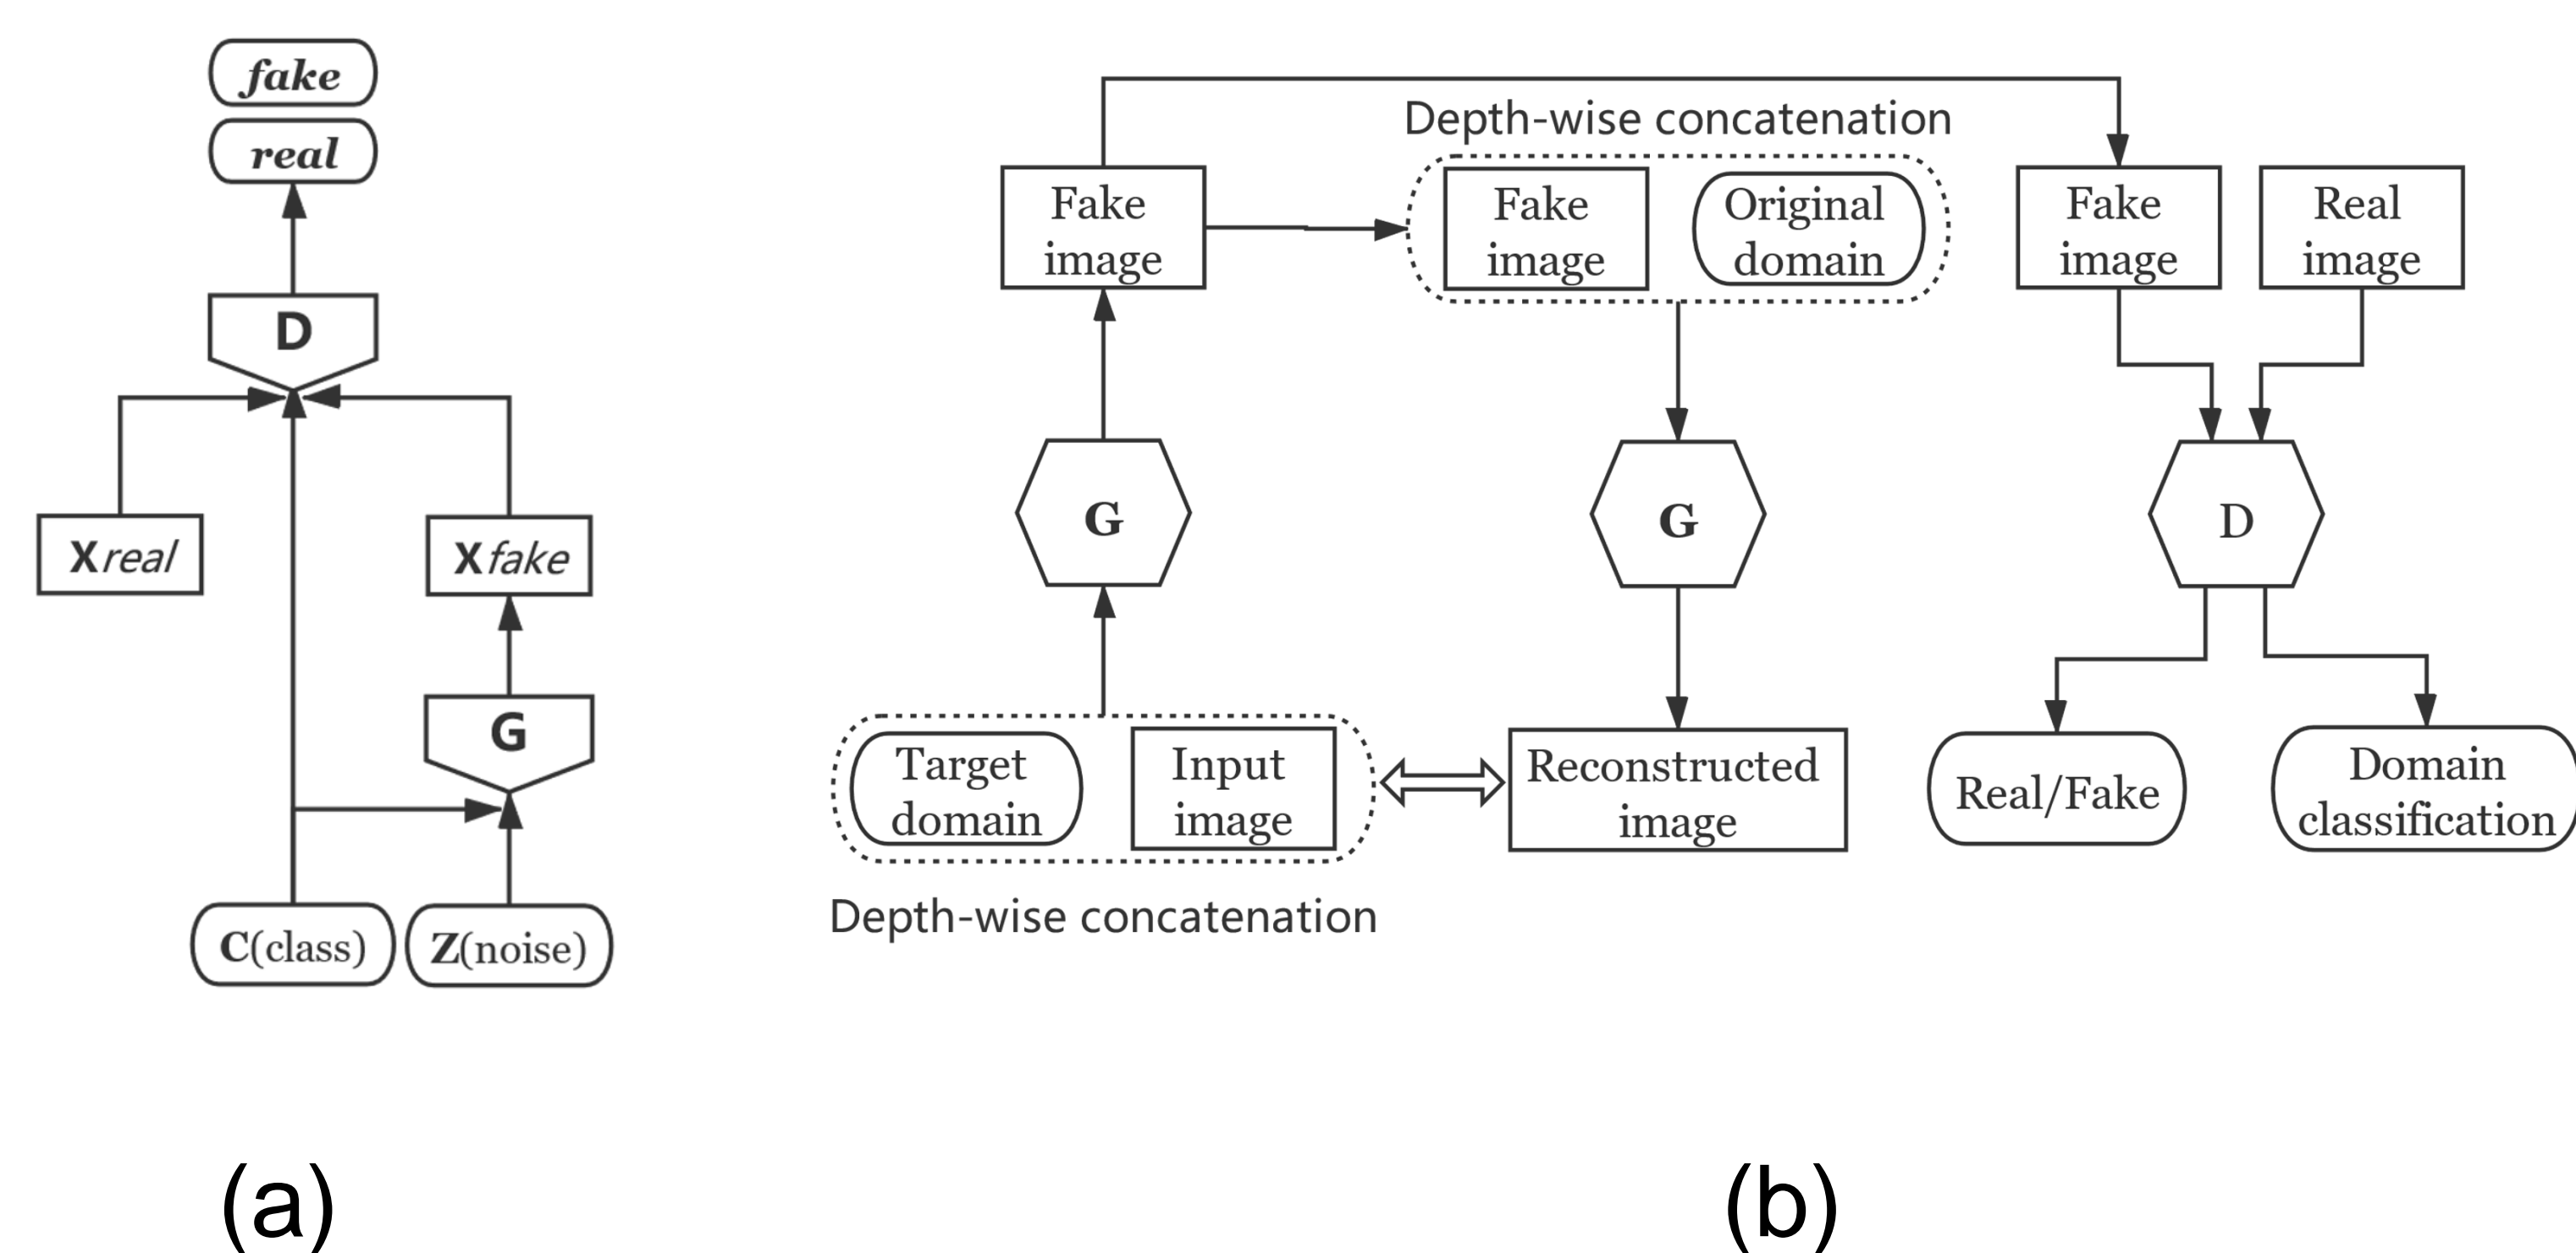 fake
real
D
Xreal
Xfake
G
C(class)
Z(noise)
(a)
Depth-wise concatenation
Fake
image
Fake
image
Original
domain
Fake
image
Real
image
G
G
D
Target
domain
Input
image
Reconstructed
image
Real/Fake
Domain
classification
Depth-wise concatenation
(b)